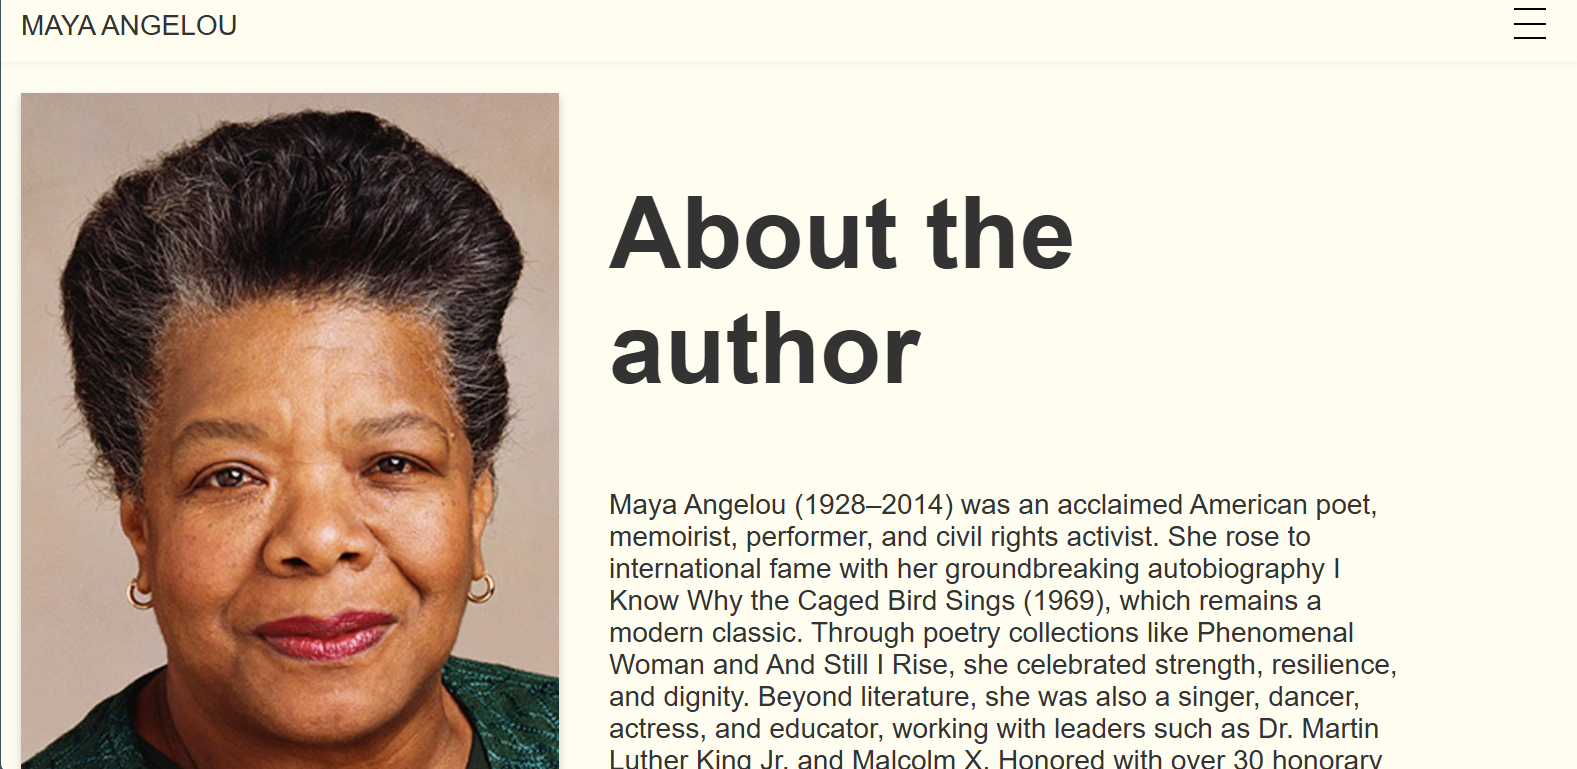 MAYA ANGELOU
About the
author
Maya Angelou (1928–2014) was an acclaimed American poet,
memoirist, performer, and civil rights activist. She rose to
international fame with her groundbreaking autobiography I
Know Why the Caged Bird Sings (1969), which remains a
modern classic. Through poetry collections like Phenomenal
Woman and And Still I Rise, she celebrated strength, resilience,
and dignity. Beyond literature, she was also a singer, dancer,
actress, and educator, working with leaders such as Dr. Martin
Luther King Jr. and Malcolm X. Honored with over 30 honorary